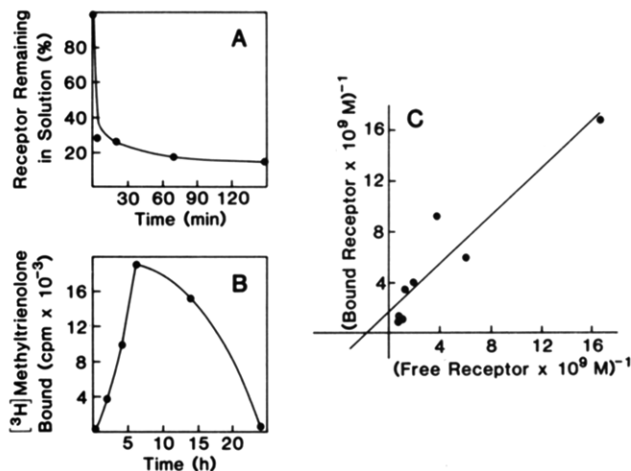 A
Receptor Remaining
in Solution (%)
80
60
40
20
30 60 90 120
Time (min)
B
[³H]Methyltrienolone
Bound (cpm x 10⁻³)
16
12
8
4
5 10 15 20
Time (h)
C
(Bound Receptor x 10⁹ M)⁻¹
16
12
8
4
4 8 12 16
(Free Receptor x 10⁹ M)⁻¹